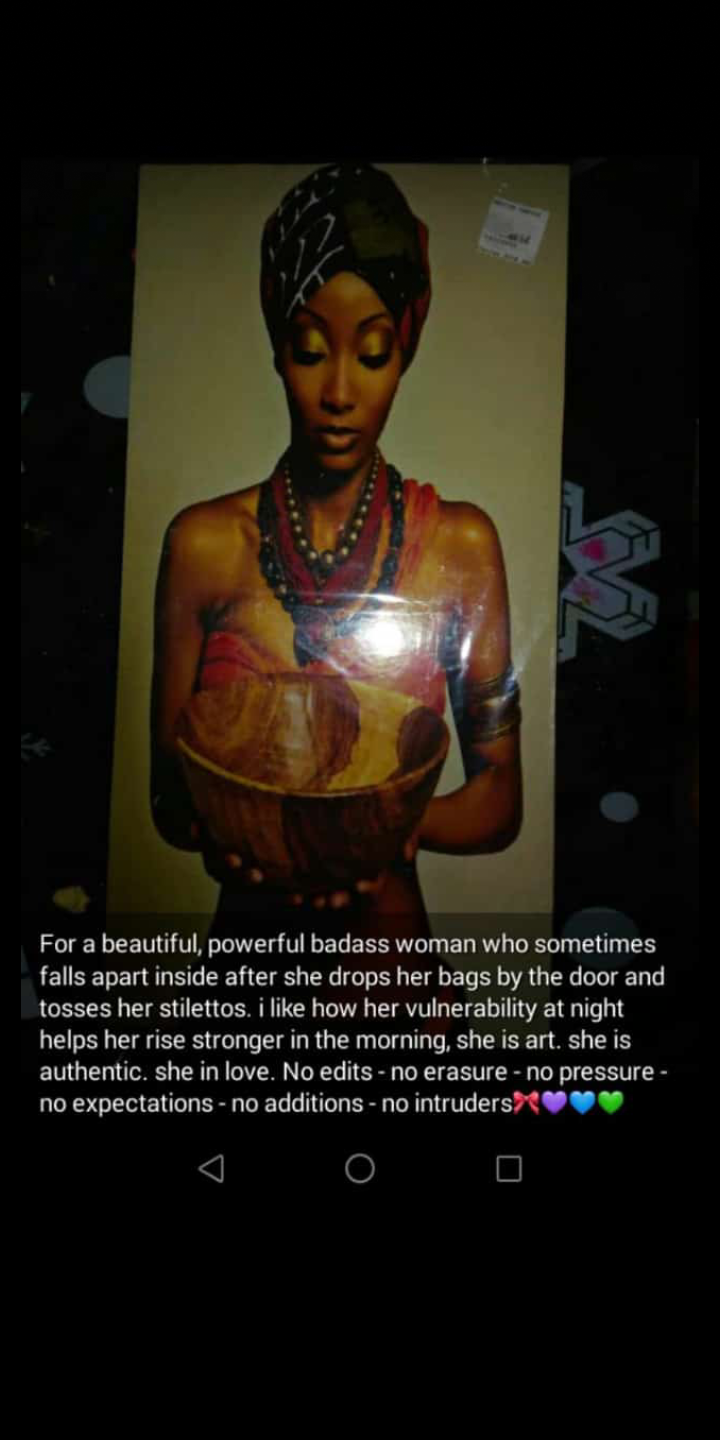 For a beautiful, powerful badass woman who sometimes
falls apart inside after she drops her bags by the door and
tosses her stilettos. i like how her vulnerability at night
helps her rise stronger in the morning, she is art. she is
authentic. she in love. No edits - no erasure - no pressure -
no expectations - no additions - no intruders🎀💜💙💚